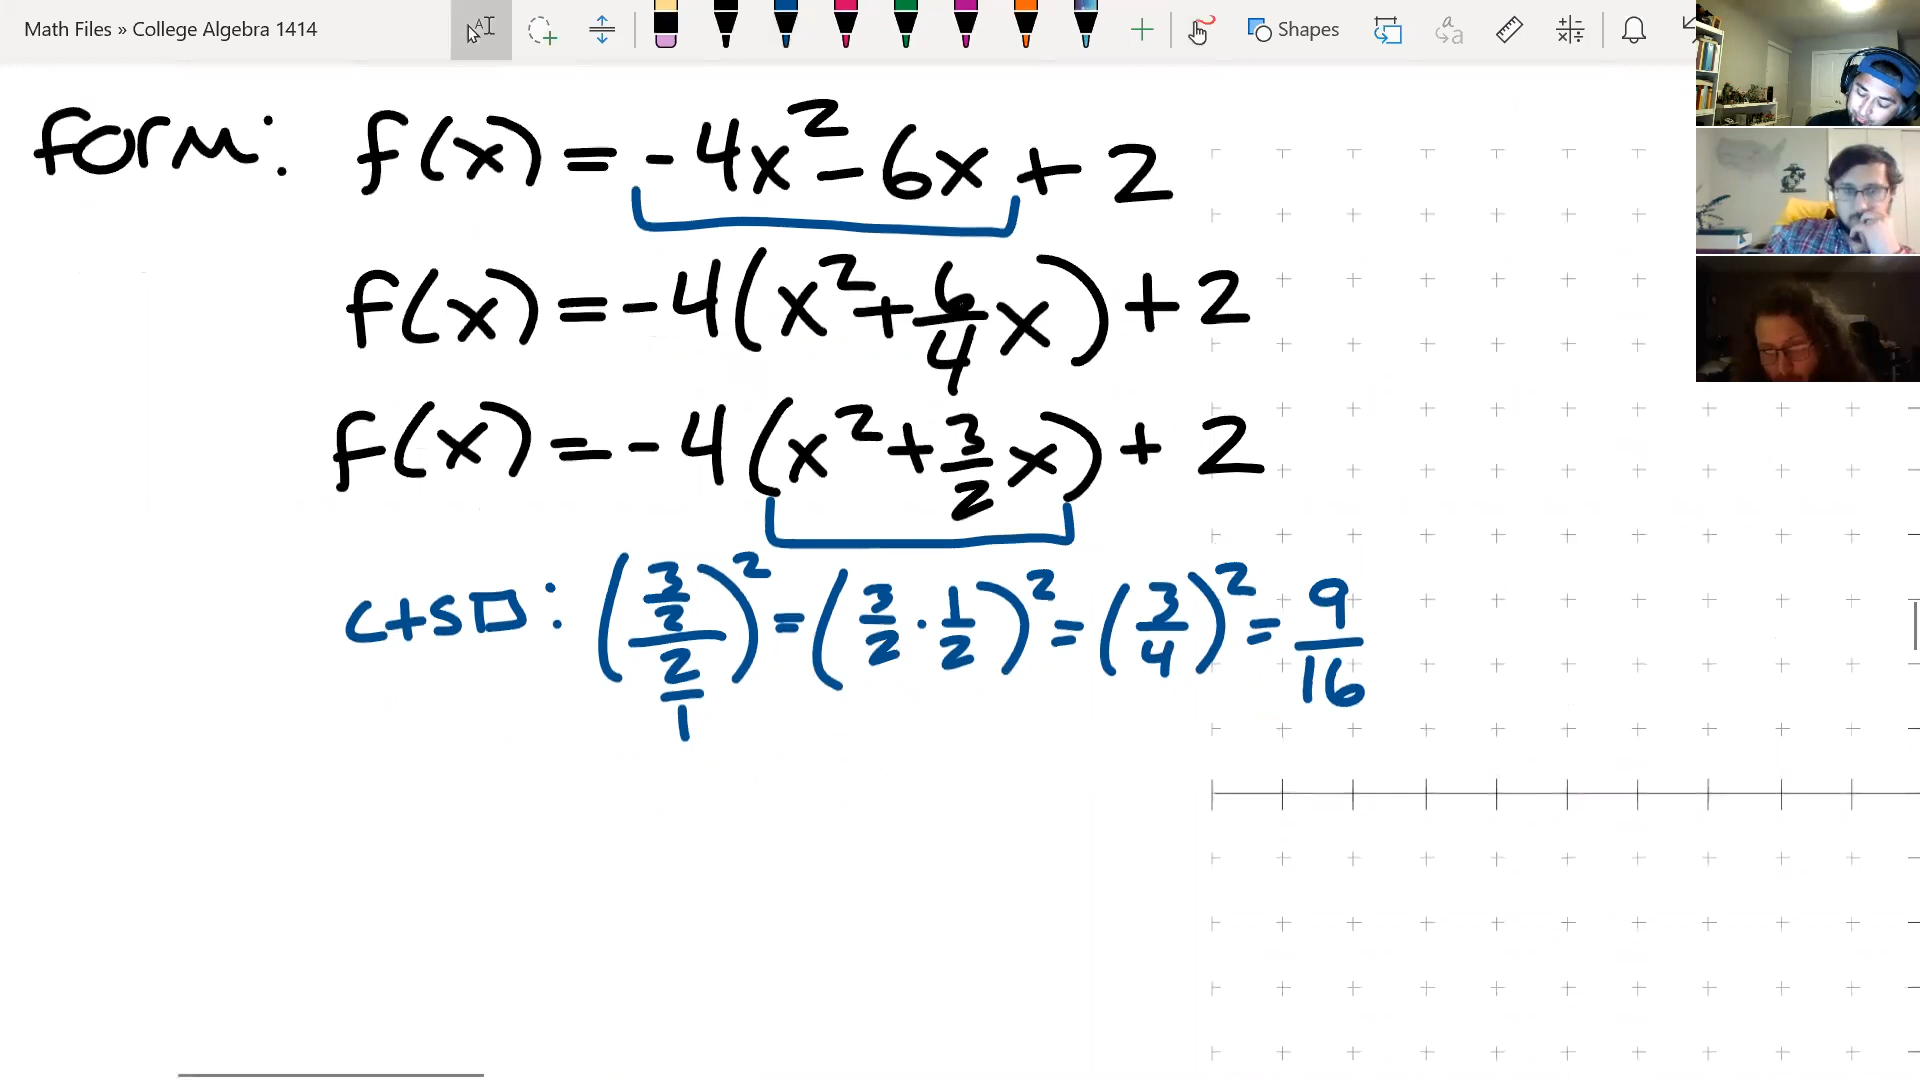 Math Files » College Algebra 1414
Shapes
form: f(x) = -4x² - 6x + 2
f(x) = -4(x² + 6/4 x) + 2
f(x) = -4(x² + 3/2 x) + 2
CtS□: ((3/2)/(2/1))² = (3/2 · 1/2)² = (3/4)² = 9/16